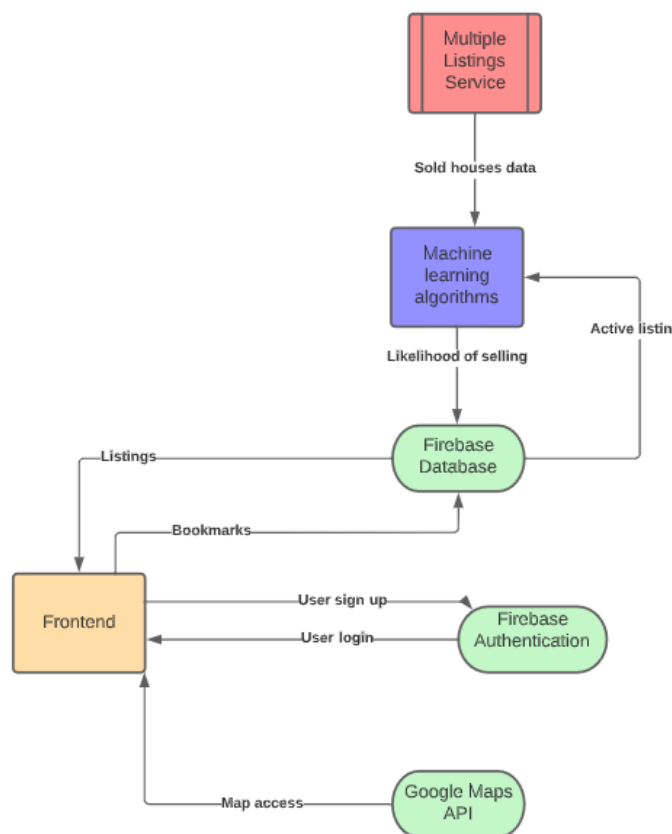 Multiple
Listings
Service
Sold houses data
Machine
learning
algorithms
Active listin
Likelihood of selling
Firebase
Database
Listings
Bookmarks
User sign up
Frontend
Firebase
Authentication
User login
Google Maps
API
Map access